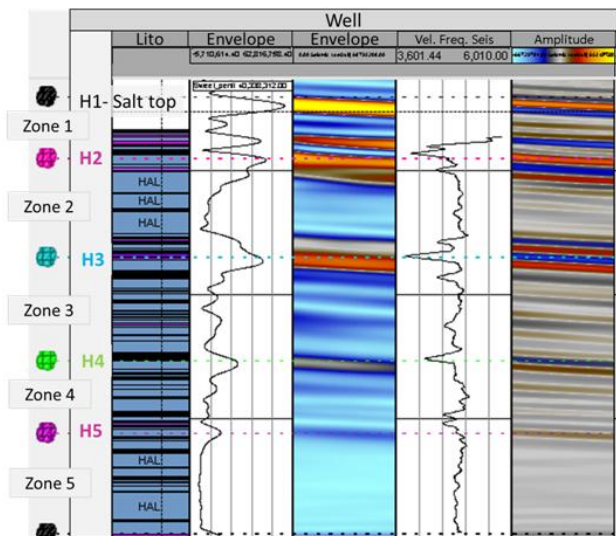 Well
Lito
Envelope
Envelope
Vel. Freq. Seis
Amplitude
3,601.44 6,010.00
H1- Salt top
Zone 1
H2
HAL
HAL
Zone 2
HAL
H3
Zone 3
H4
Zone 4
H5
HAL
Zone 5
HAL